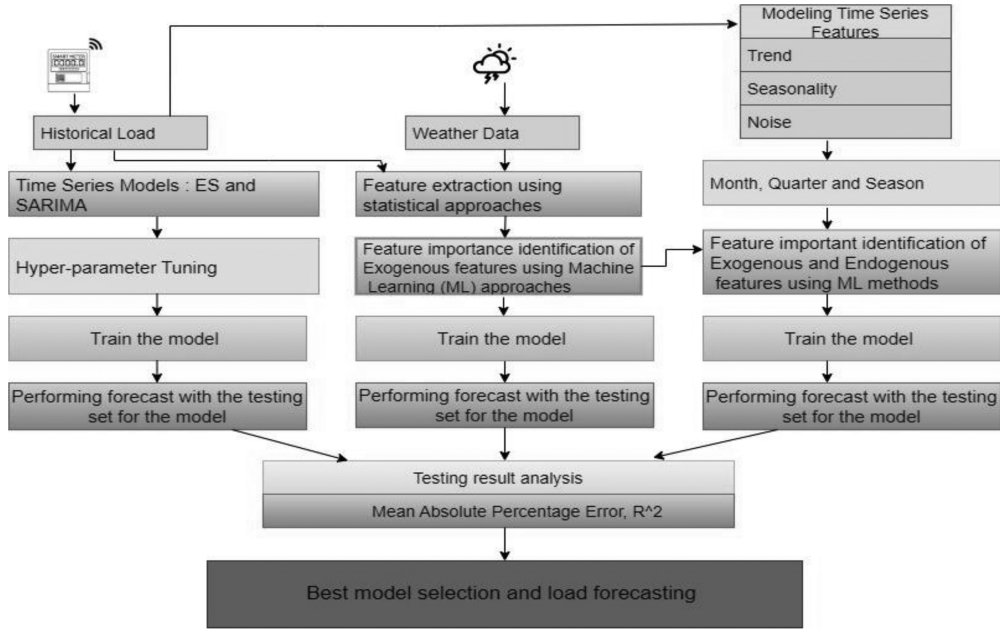 Modeling Time Series
Features
Trend
Seasonality
Noise
SMART METER
Historical Load
Weather Data
Time Series Models : ES and
SARIMA
Feature extraction using
statistical approaches
Month, Quarter and Season
Hyper-parameter Tuning
Feature importance identification of
Exogenous features using Machine
Learning (ML) approaches
Feature important identification of
Exogenous and Endogenous
features using ML methods
Train the model
Train the model
Train the model
Performing forecast with the testing
set for the model
Performing forecast with the testing
set for the model
Performing forecast with the testing
set for the model
Testing result analysis
Mean Absolute Percentage Error, R^2
Best model selection and load forecasting